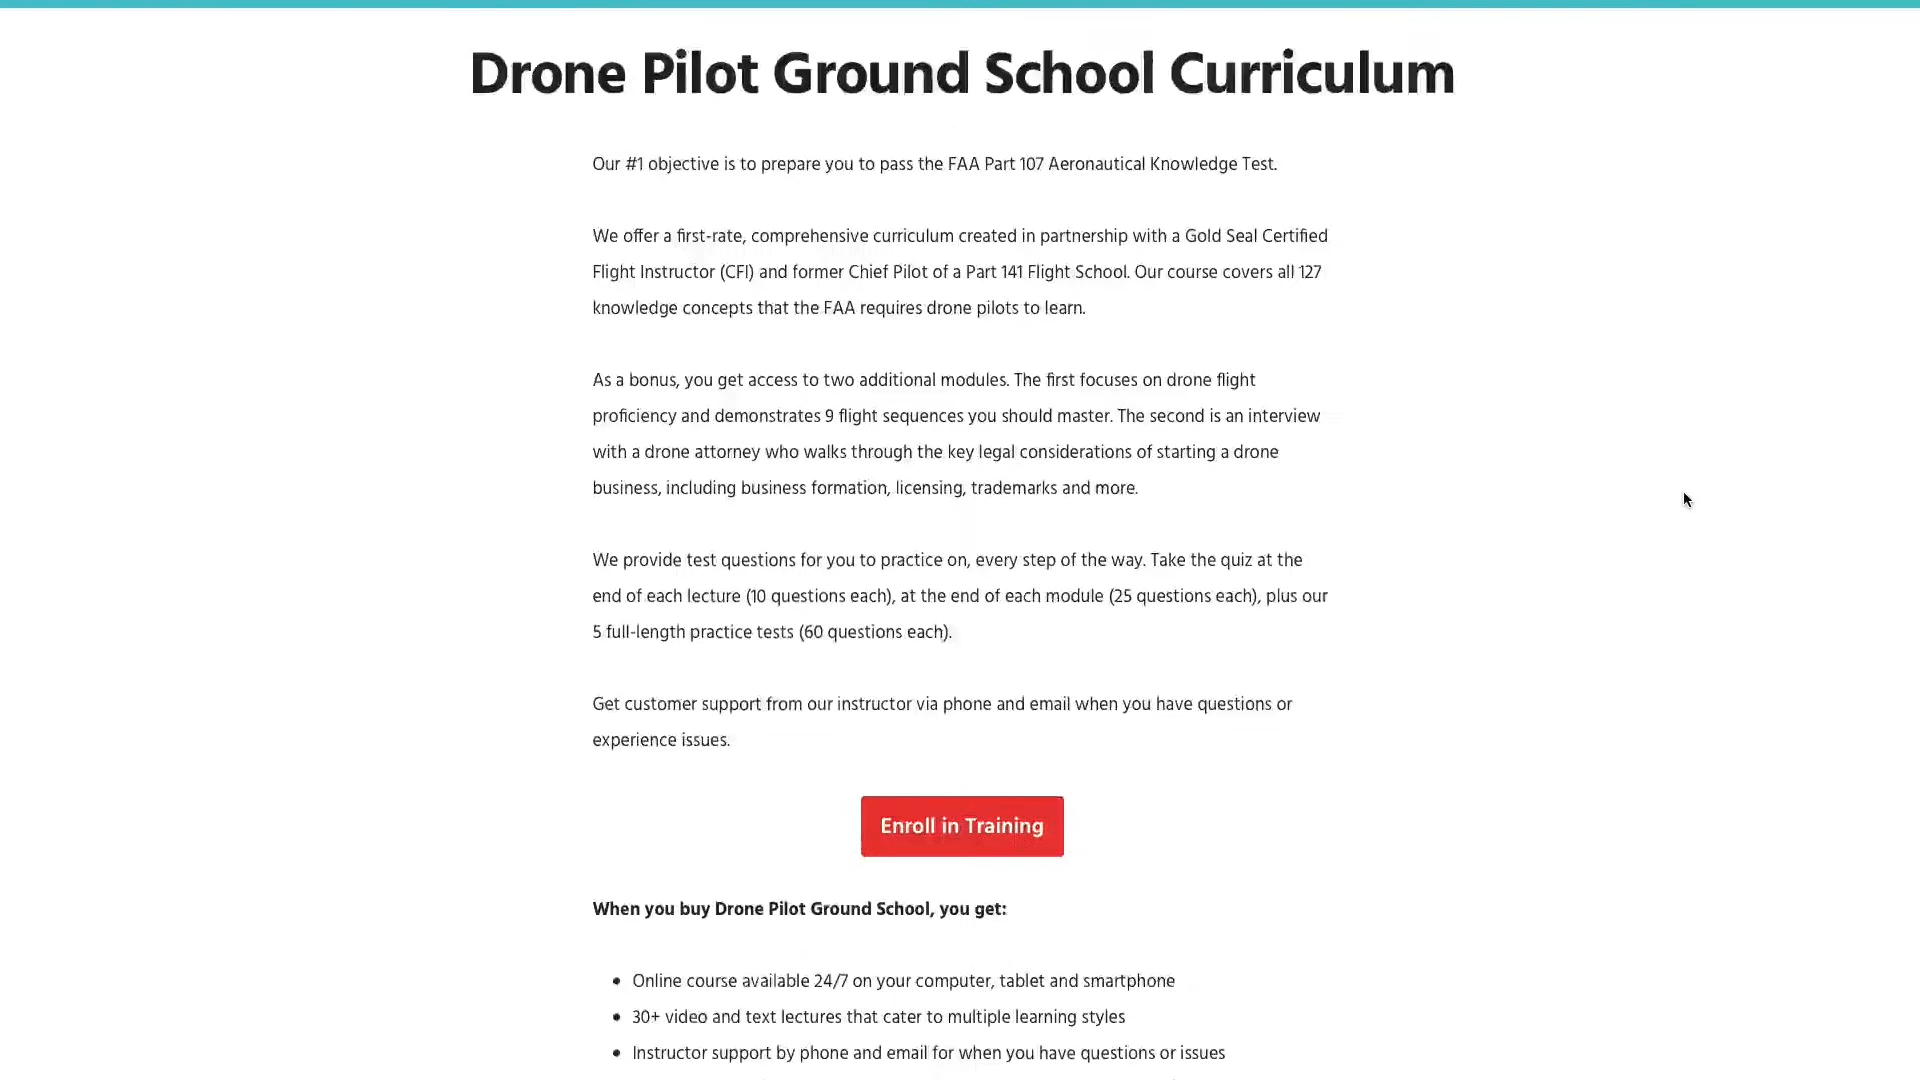 Drone Pilot Ground School Curriculum
Our #1 objective is to prepare you to pass the FAA Part 107 Aeronautical Knowledge Test.
We offer a first-rate, comprehensive curriculum created in partnership with a Gold Seal Certified
Flight Instructor (CFI) and former Chief Pilot of a Part 141 Flight School. Our course covers all 127
knowledge concepts that the FAA requires drone pilots to learn.
As a bonus, you get access to two additional modules. The first focuses on drone flight
proficiency and demonstrates 9 flight sequences you should master. The second is an interview
with a drone attorney who walks through the key legal considerations of starting a drone
business, including business formation, licensing, trademarks and more.
We provide test questions for you to practice on, every step of the way. Take the quiz at the
end of each lecture (10 questions each), at the end of each module (25 questions each), plus our
5 full-length practice tests (60 questions each).
Get customer support from our instructor via phone and email when you have questions or
experience issues.
Enroll in Training
When you buy Drone Pilot Ground School, you get:
• Online course available 24/7 on your computer, tablet and smartphone
• 30+ video and text lectures that cater to multiple learning styles
• Instructor support by phone and email for when you have questions or issues